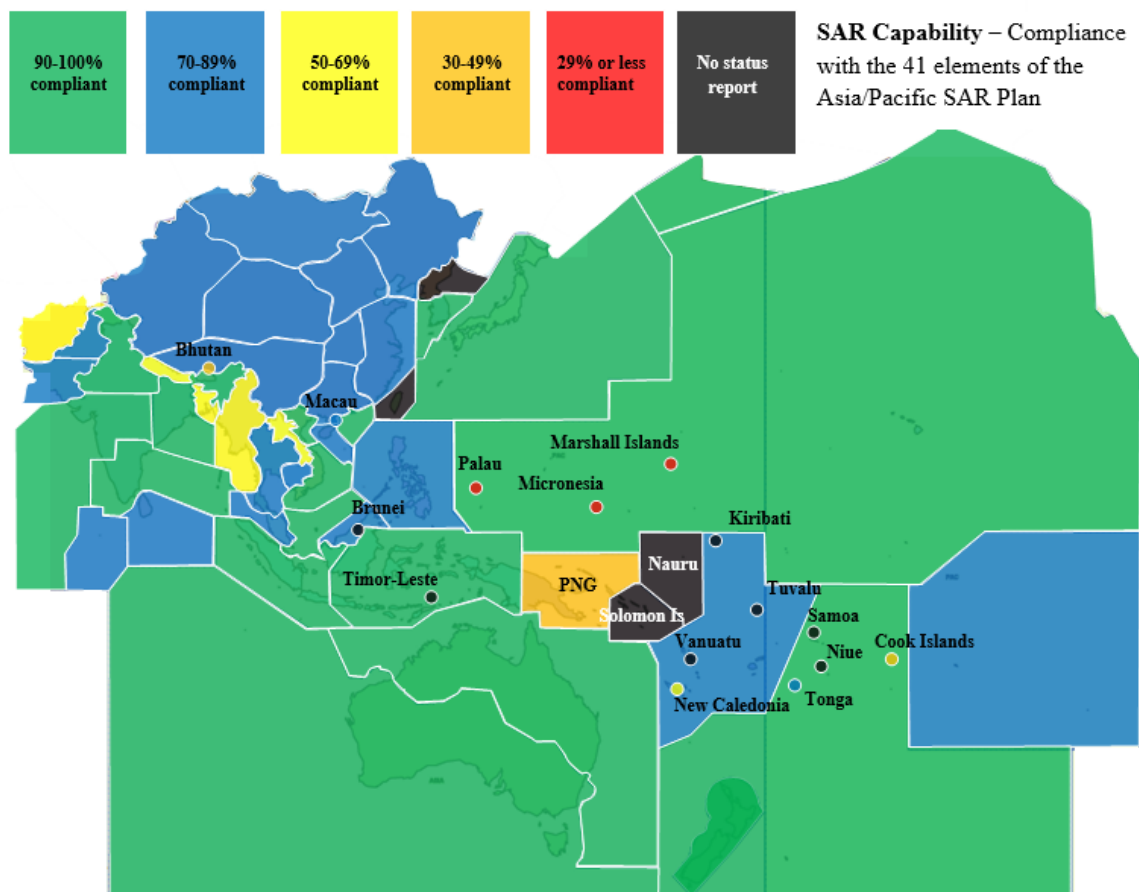 90-100%
compliant
70-89%
compliant
50-69%
compliant
30-49%
compliant
29% or less
compliant
No status
report
SAR Capability – Compliance
with the 41 elements of the
Asia/Pacific SAR Plan
Bhutan
Macau
Marshall Islands
Palau
Micronesia
Brunei
Kiribati
Nauru
Timor-Leste
PNG
Tuvalu
Solomon Is
Samoa
Vanuatu
Cook Islands
Niue
New Caledonia
Tonga